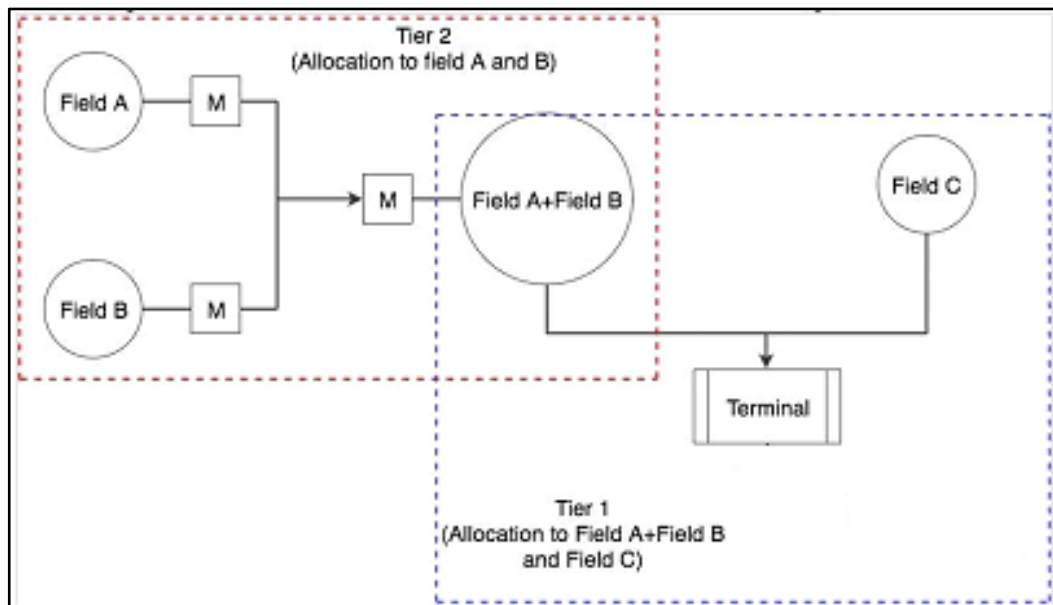 Tier 2
(Allocation to field A and B)
Field A
M
M
Field A+Field B
Field C
Field B
M
Terminal
Tier 1
(Allocation to Field A+Field B
and Field C)